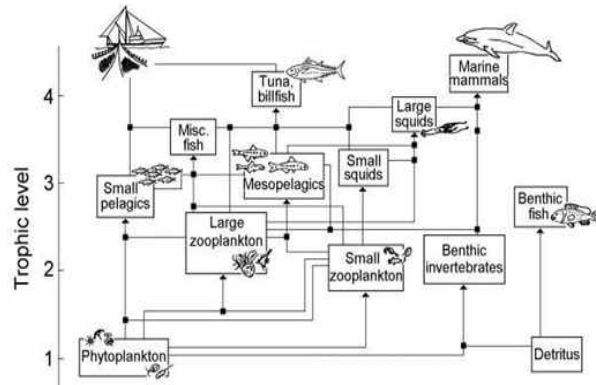 Trophic level
4
3
2
1
Tuna,
billfish
Marine
mammals
Large
squids
Misc.
fish
Small
squids
Mesopelagics
Small
pelagics
Benthic
fish
Large
zooplankton
Small
zooplankton
Benthic
invertebrates
Phytoplankton
Detritus